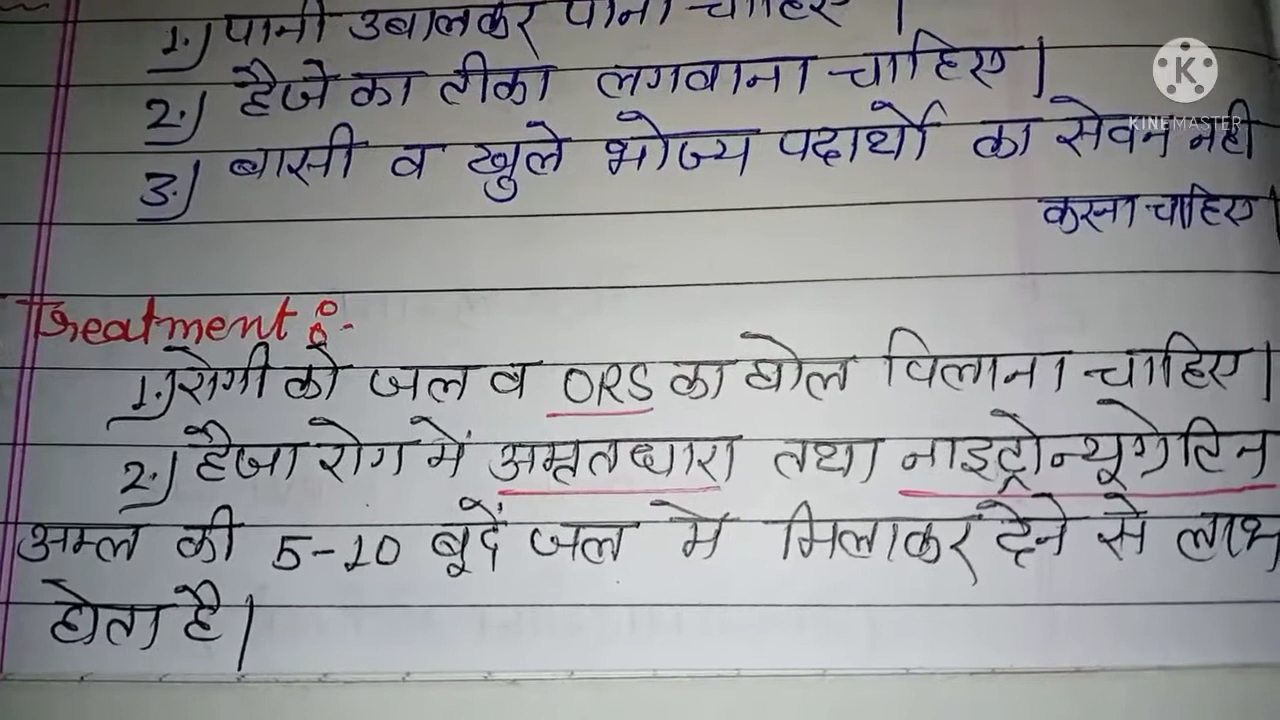 1.) पानी उबालकर पीना चाहिए |
2.) हैजे का टीका लगवाना चाहिए |
3.) बासी व खुले भोज्य पदार्थो का सेवन नही
करना चाहिए |
KINEMASTER
Treatment :-
1.) रोगी को जल व ORS का घोल पिलाना चाहिए |
2.) हैजा रोग में अमृतधारा तथा नाइट्रोन्यूरोटिन
अम्ल की 5-10 बूंदें जल में मिलाकर देने से लाभ
होता है |